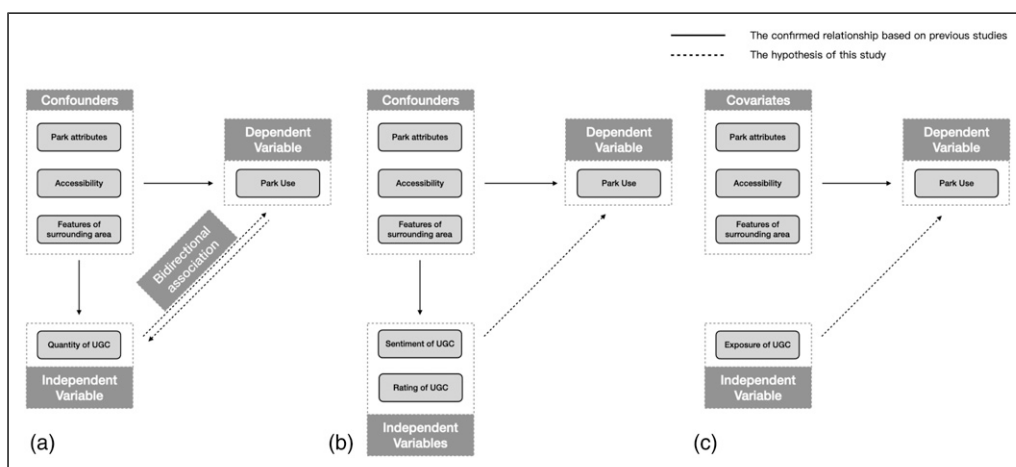 The confirmed relationship based on previous studies
The hypothesis of this study
Confounders
Park attributes
Accessibility
Features of
surrounding area
Dependent
Variable
Park Use
Bidirectional
association
Quantity of UGC
Independent
Variable
(a)
Confounders
Park attributes
Accessibility
Features of
surrounding area
Dependent
Variable
Park Use
Sentiment of UGC
Rating of UGC
Independent
Variables
(b)
Covariates
Park attributes
Accessibility
Features of
surrounding area
Dependent
Variable
Park Use
Exposure of UGC
Independent
Variable
(c)